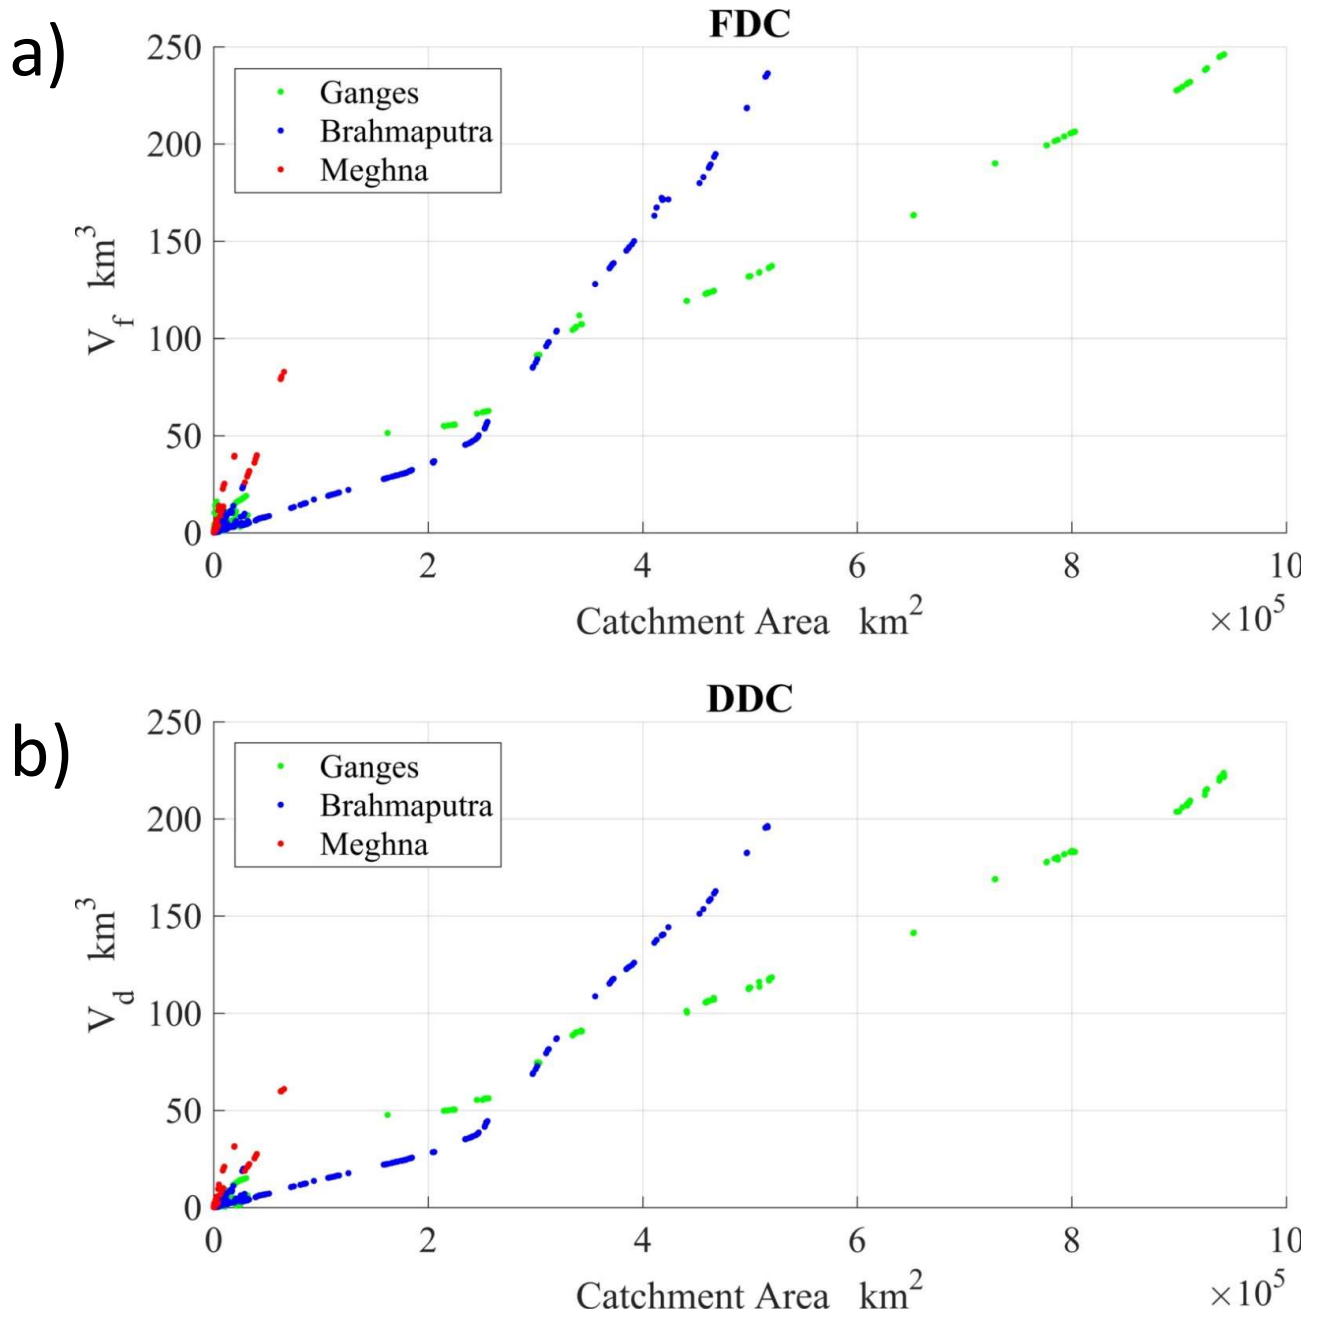 a)
FDC
250
200
150
100
50
0
V_f km^3
Ganges
Brahmaputra
Meghna
0 2 4 6 8 10
Catchment Area km^2
×10^5
b)
DDC
250
200
150
100
50
0
V_d km^3
Ganges
Brahmaputra
Meghna
0 2 4 6 8 10
Catchment Area km^2
×10^5